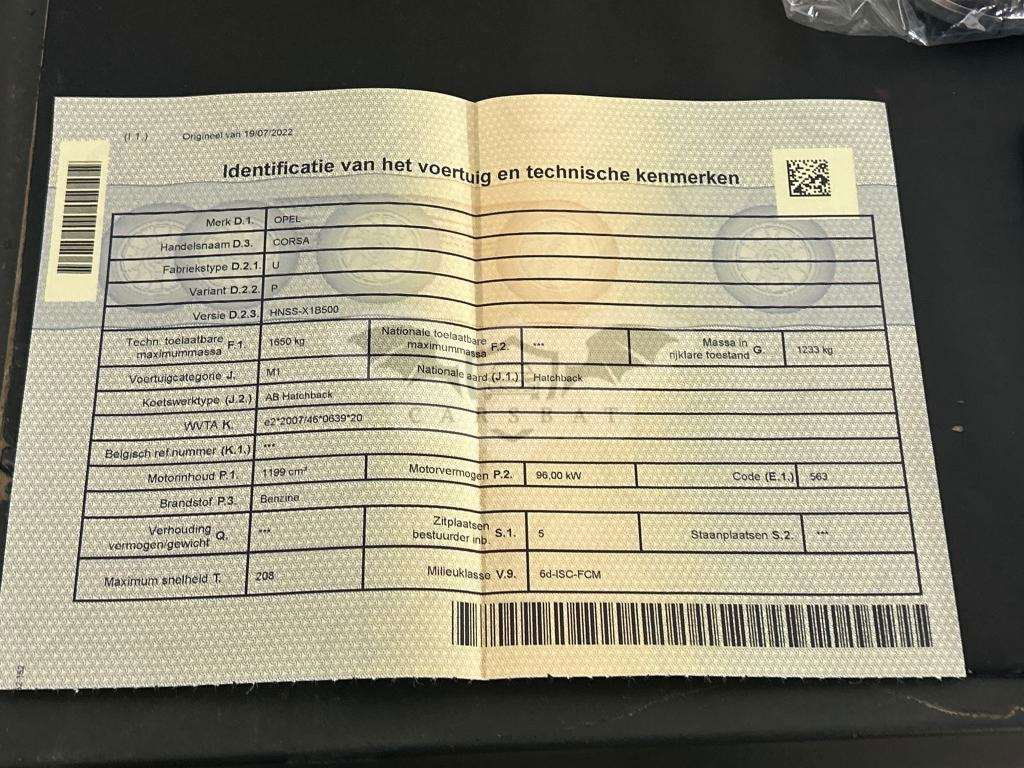 (I.1.) Origineel van 19/07/2022
Identificatie van het voertuig en technische kenmerken
Merk D.1. OPEL
Handelsnaam D.3. CORSA
Fabriekstype D.2.1. U
Variant D.2.2. P
Versie D.2.3. HNSS-X1B500
Techn. toelaatbare maximummassa F.1. 1650 kg Nationale toelaatbare maximummassa F.2. *** Massa in rijklare toestand G. 1233 kg
Voertuigcategorie J. M1 Nationale aard (J.1.) Hatchback
Koetswerktype (J.2.) AB Hatchback
CARSBAT
WVTA K. e2*2007/46*0639*20
Belgisch ref.nummer (K.1.) ***
Motorinhoud P.1. 1199 cm³ Motorvermogen P.2. 96,00 kW Code (E.1.) 563
Brandstof P.3. Benzine
Verhouding vermogen/gewicht Q. *** Zitplaatsen bestuurder inb. S.1. 5 Staanplaatsen S.2. ***
Maximum snelheid T. 208 Milieuklasse V.9. 6d-ISC-FCM